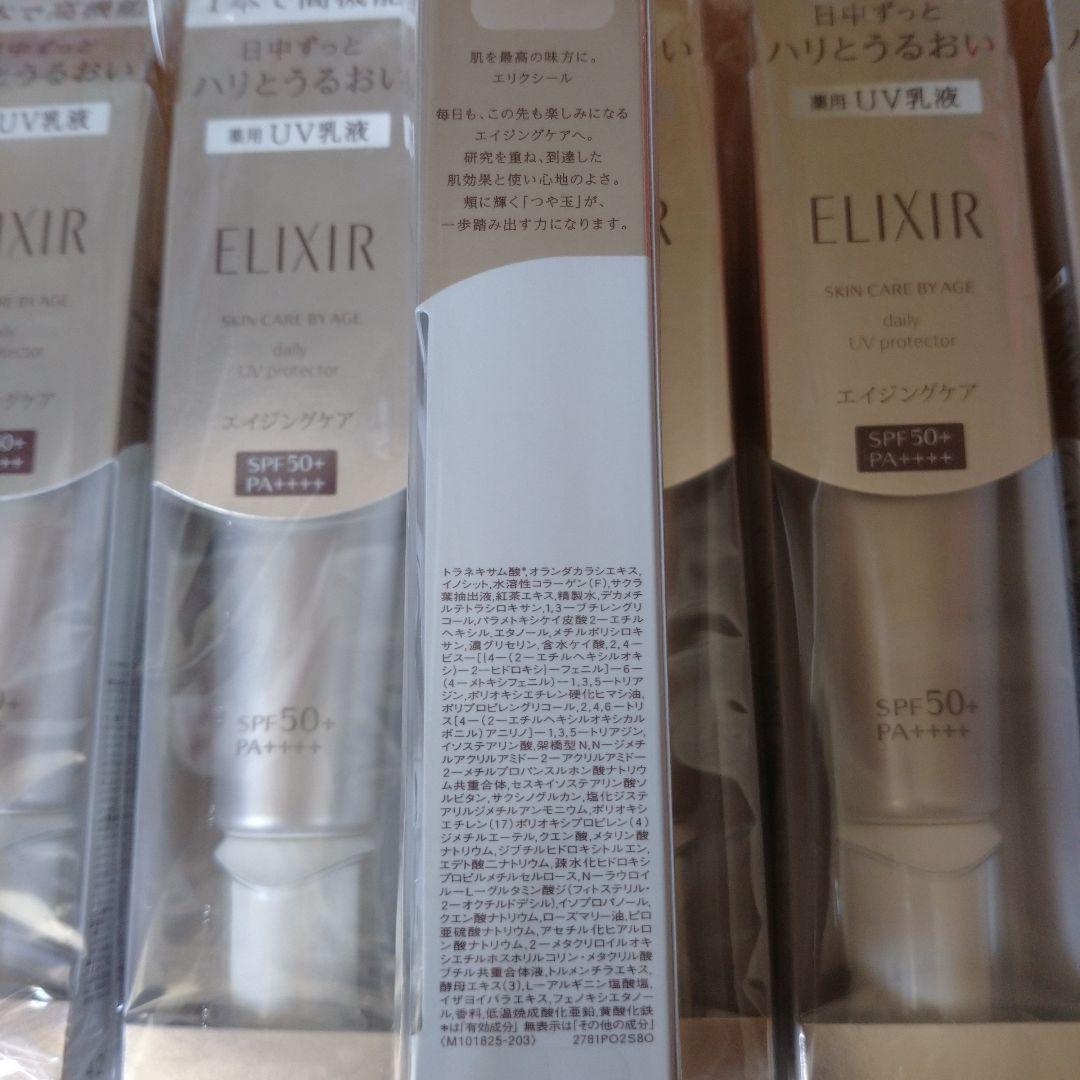 日中ずっと
ハリとうるおい
薬用 UV乳液
ELIXIR
SKIN CARE BY AGE
daily
UV protector
エイジングケア
SPF50+
PA++++
SPF50+
PA++++
肌を最高の味方に。
エリクシール
毎日も、この先も楽しみになる
エイジングケアへ。
研究を重ね、到達した
肌効果と使い心地のよさ。
頬に輝く「つや玉」が、
一歩踏み出す力になります。
トラネキサム酸*,オランダカラシエキス,
イノシット,水溶性コラーゲン(F),サクラ
葉抽出液,紅茶エキス,精製水,デカメチ
ルテトラシロキサン,1,3－ブチレングリ
コール,パラメトキシケイ皮酸2－エチル
ヘキシル,エタノール,メチルポリシロキ
サン,濃グリセリン,含水ケイ酸,2,4－
ビス－[{4－(2－エチルヘキシルオキ
シ)－2－ヒドロキシ}－フェニル]－6－
(4－メトキシフェニル)－1,3,5－トリア
ジン,ポリオキシエチレン硬化ヒマシ油,
ポリプロピレングリコール,2,4,6－トリ
ス[4－(2－エチルヘキシルオキシカル
ボニル)アニリノ]－1,3,5－トリアジン,
イソステアリン酸,架橋型N,N－ジメチ
ルアクリルアミド－2－アクリルアミド－
2－メチルプロパンスルホン酸ナトリウ
ム共重合体,セスキイソステアリン酸ソ
ルビタン,サクシノグルカン,塩化ジステ
アリルジメチルアンモニウム,ポリオキシ
エチレン(17)ポリオキシプロピレン(4)
ジメチルエーテル,クエン酸,メタリン酸
ナトリウム,ジブチルヒドロキシトルエン,
エデト酸二ナトリウム,疎水化ヒドロキシ
プロピルメチルセルロース,N－ラウロイ
ル－L－グルタミン酸ジ(フィトステリル・
2－オクチルドデシル),イソプロパノール,
クエン酸ナトリウム,ローズマリー油,ピロ
亜硫酸ナトリウム,アセチル化ヒアルロ
ン酸ナトリウム,2－メタクリロイルオキ
シエチルホスホリルコリン・メタクリル酸
ブチル共重合体液,トルメンチラエキス,
酵母エキス(3),L－アルギニン塩酸塩,
イザヨイバラエキス,フェノキシエタノー
ル,香料,低温焼成酸化亜鉛,黄酸化鉄
*は「有効成分」 無表示は「その他の成分」
(M101825-203) 2781PO2S8O
日中ずっと
ハリとうるおい
薬用 UV乳液
ELIXIR
SKIN CARE BY AGE
daily
UV protector
エイジングケア
SPF50+
PA++++
SPF50+
PA++++